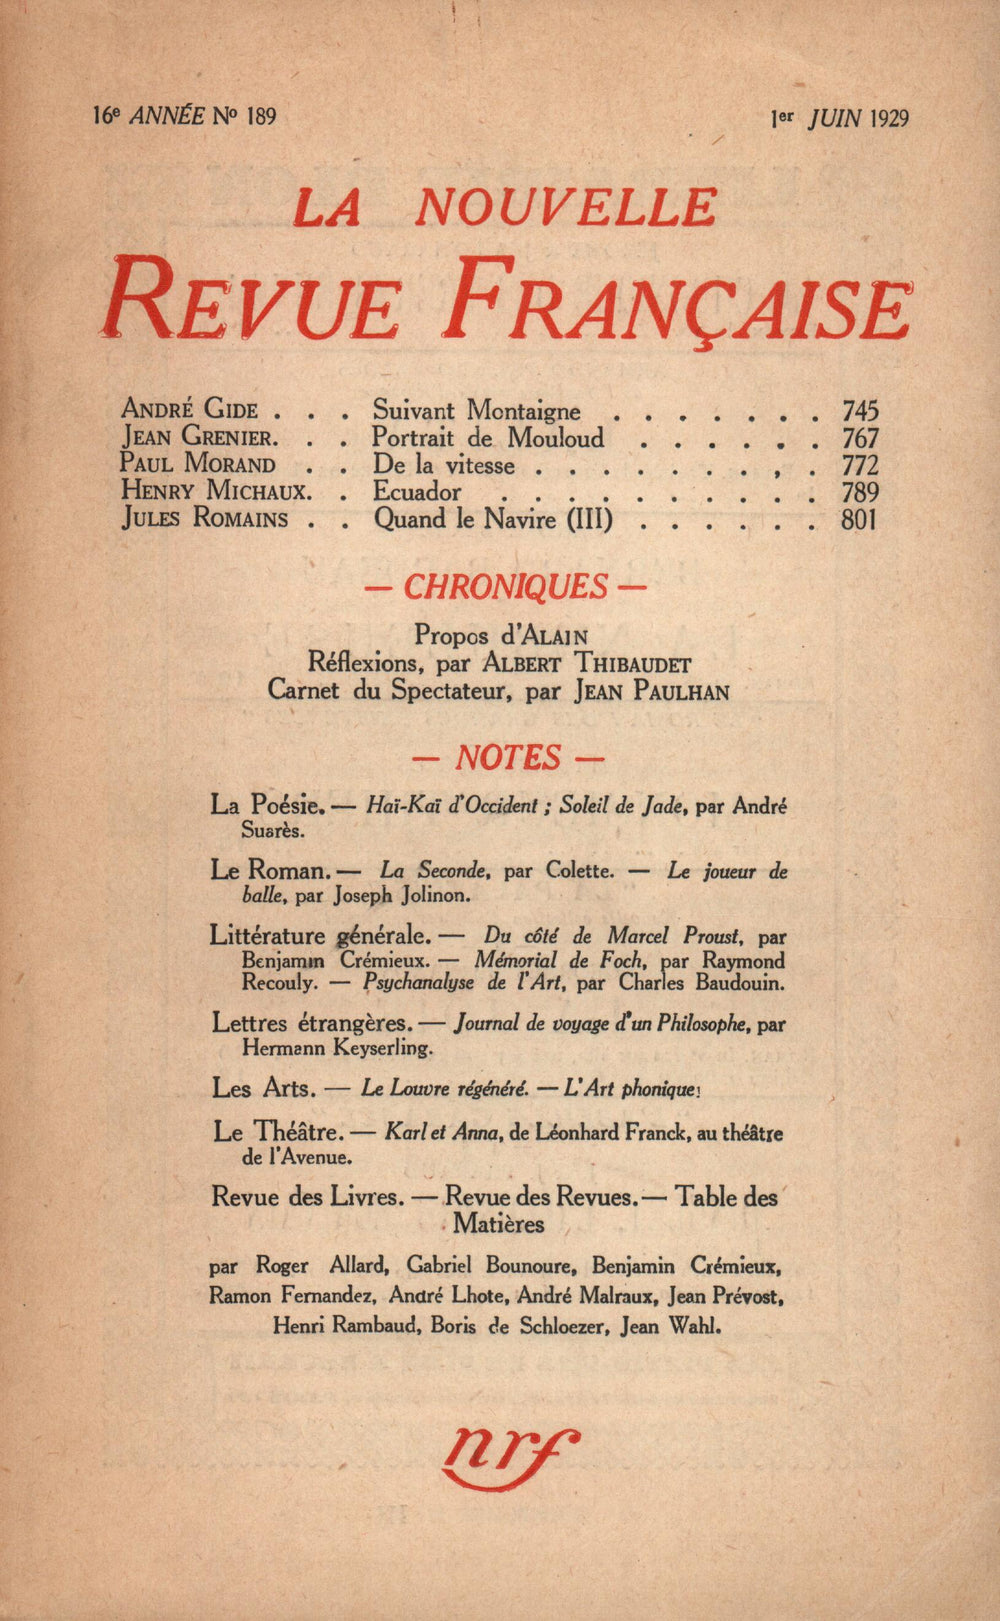 16e ANNÉE No 189 1er JUIN 1929
LA NOUVELLE
REVUE FRANÇAISE
ANDRÉ GIDE . . . Suivant Montaigne . . . . . . . 745
JEAN GRENIER. . . Portrait de Mouloud . . . . . . 767
PAUL MORAND . . De la vitesse . . . . . . . . , . 772
HENRY MICHAUX. . Ecuador . . . . . . . . . . 789
JULES ROMAINS . . Quand le Navire (III) . . . . . . 801
— CHRONIQUES —
Propos d'ALAIN
Réflexions, par ALBERT THIBAUDET
Carnet du Spectateur, par JEAN PAULHAN
— NOTES —
La Poésie. — Haï-Kaï d'Occident ; Soleil de Jade, par André
Suarès.
Le Roman. — La Seconde, par Colette. — Le joueur de
balle, par Joseph Jolinon.
Littérature générale. — Du côté de Marcel Proust, par
Benjamin Crémieux. — Mémorial de Foch, par Raymond
Recouly. — Psychanalyse de l'Art, par Charles Baudouin.
Lettres étrangères. — Journal de voyage d'un Philosophe, par
Hermann Keyserling.
Les Arts. — Le Louvre régénéré. — L'Art phonique.
Le Théâtre. — Karl et Anna, de Léonhard Franck, au théâtre
de l'Avenue.
Revue des Livres. — Revue des Revues. — Table des
Matières
par Roger Allard, Gabriel Bounoure, Benjamin Crémieux,
Ramon Fernandez, André Lhote, André Malraux, Jean Prévost,
Henri Rambaud, Boris de Schloezer, Jean Wahl.
nrf